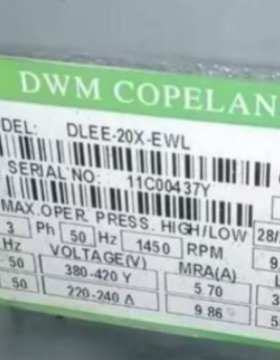 DWM COPELAN
DEL: DLEE-20X-EWL
SERIAL NO: 11C00437Y
MAX.OPER. PRESS. HIGH/LOW 28/
3 Ph 50 Hz 1450 RPM 9
VOLTAGE(V) MRA(A) L
50 380-420 Y 5.70
50 220-240 Δ 9.86